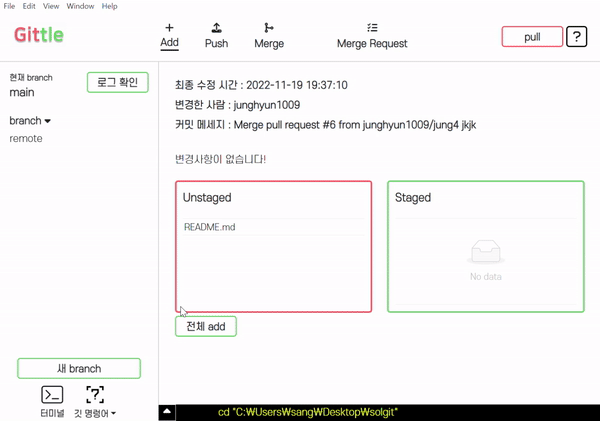 File Edit View Window Help
Gittle
Add Push Merge Merge Request pull ?
현재 branch
main
로그 확인
branch
remote
최종 수정 시간 : 2022-11-19 19:37:10
변경한 사람 : junghyun1009
커밋 메세지 : Merge pull request #6 from junghyun1009/jung4 jkjk
변경사항이 없습니다!
Unstaged
README.md
Staged
No data
전체 add
새 branch
터미널 깃 명령어
cd "C:₩Users₩sang₩Desktop₩solgit"